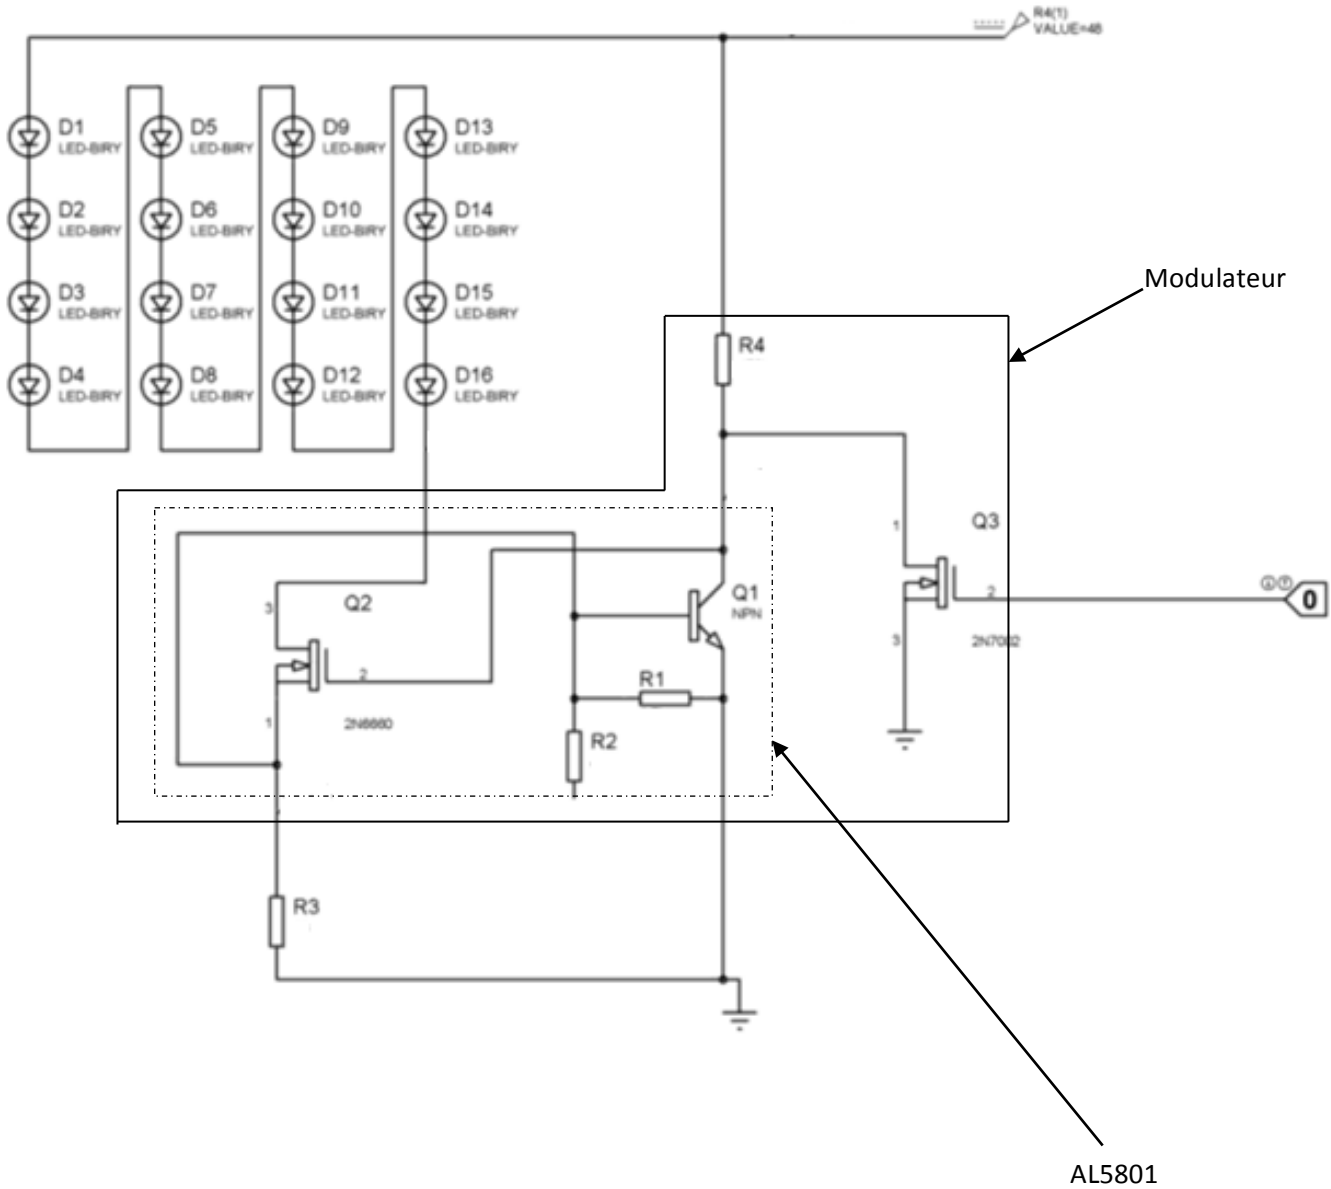 R4(1)
VALUE=48
D1
LED-BIRY
D5
LED-BIRY
D9
LED-BIRY
D13
LED-BIRY
D2
LED-BIRY
D6
LED-BIRY
D10
LED-BIRY
D14
LED-BIRY
D3
LED-BIRY
D7
LED-BIRY
D11
LED-BIRY
D15
LED-BIRY
D4
LED-BIRY
D8
LED-BIRY
D12
LED-BIRY
D16
LED-BIRY
Modulateur
R4
Q3
1
2
3
2N7002
0
Q2
3
2
1
2N6660
Q1
NPN
R1
R2
R3
AL5801